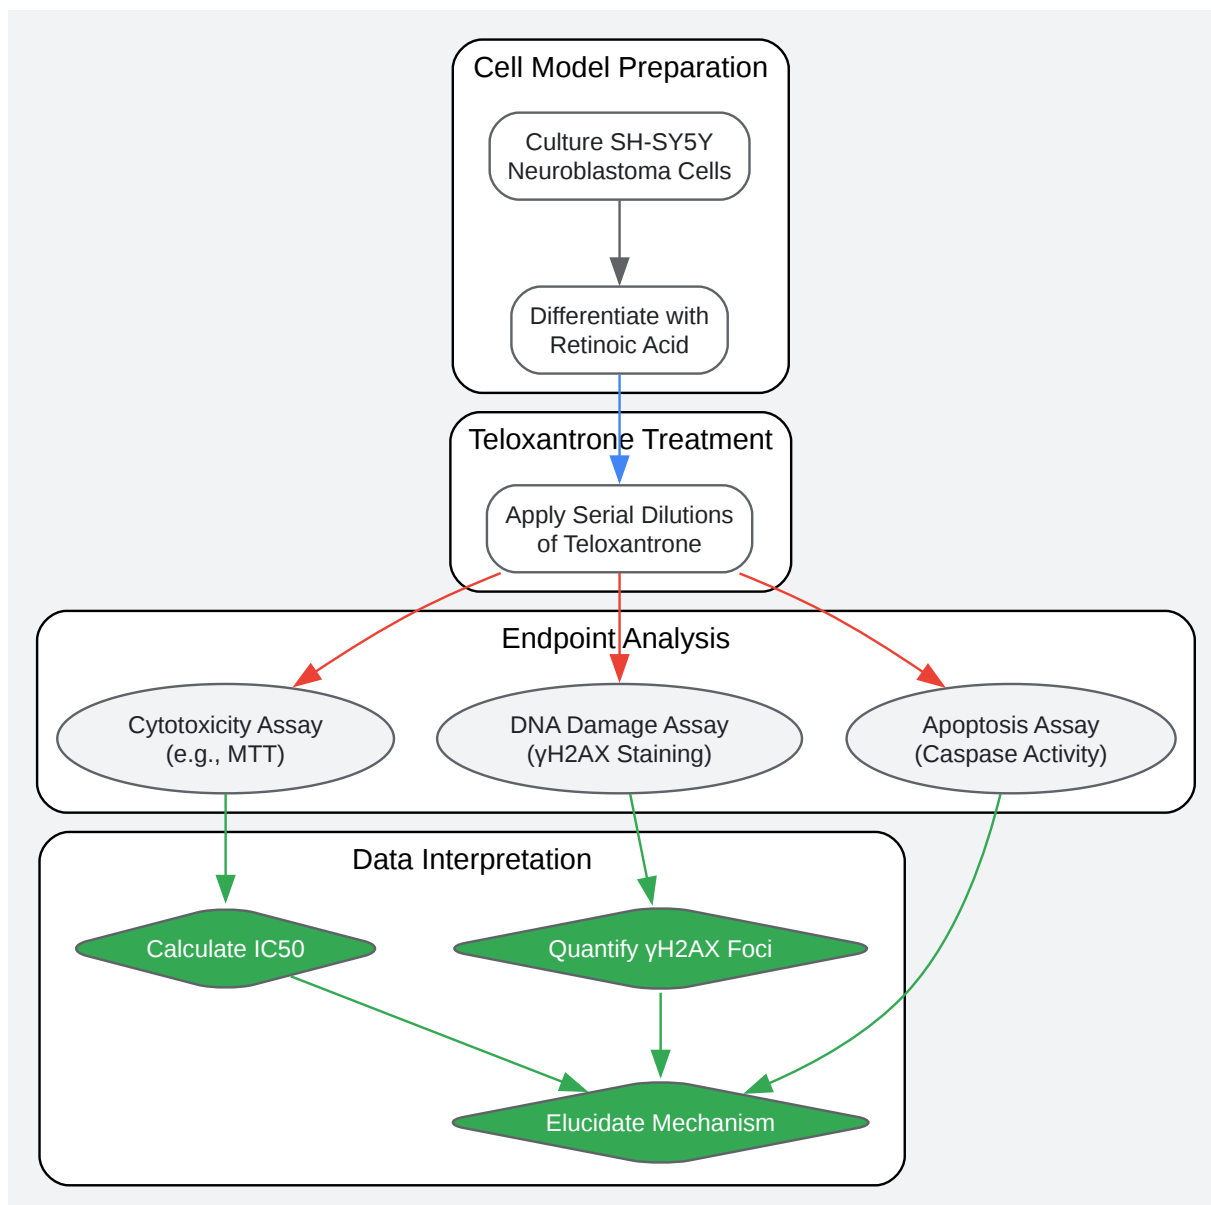 Cell Model Preparation
Culture SH-SY5Y
Neuroblastoma Cells
Differentiate with
Retinoic Acid
Teloxantrone Treatment
Apply Serial Dilutions
of Teloxantrone
Endpoint Analysis
Cytotoxicity Assay
(e.g., MTT)
DNA Damage Assay
(γH2AX Staining)
Apoptosis Assay
(Caspase Activity)
Data Interpretation
Calculate IC50
Quantify γH2AX Foci
Elucidate Mechanism